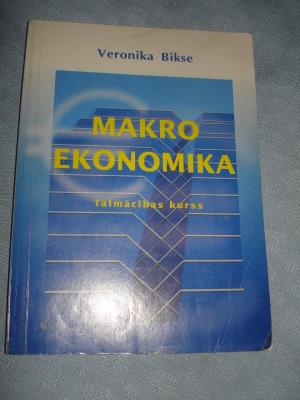 Veronika Bikse
MAKRO
EKONOMIKA
Tālmācības kurss